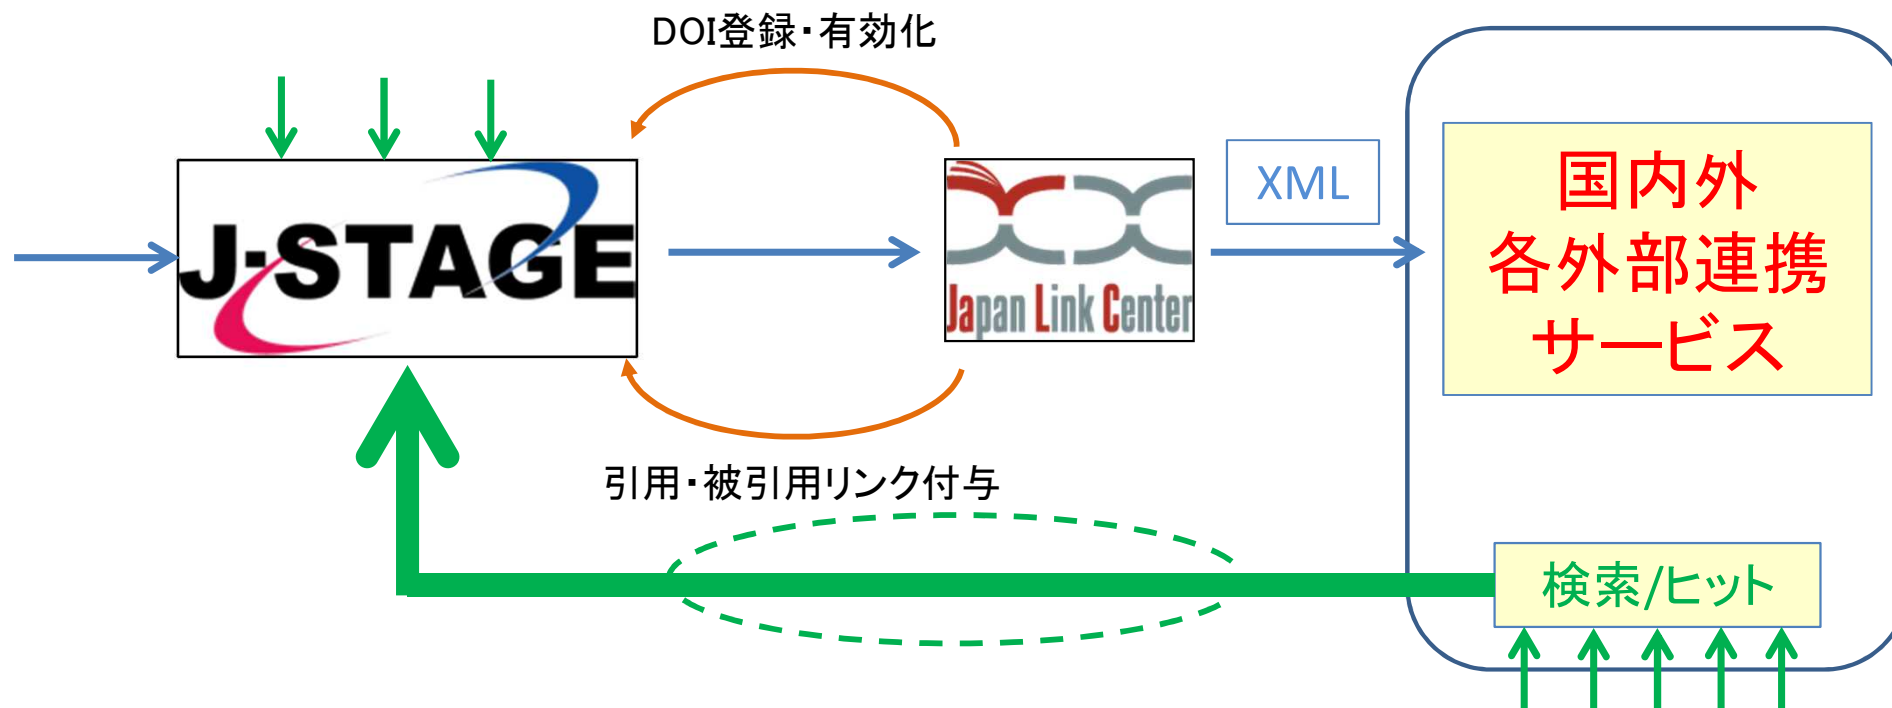 DOI登録・有効化
J-STAGE
Japan Link Center
XML
国内外
各外部連携
サービス
引用・被引用リンク付与
検索/ヒット